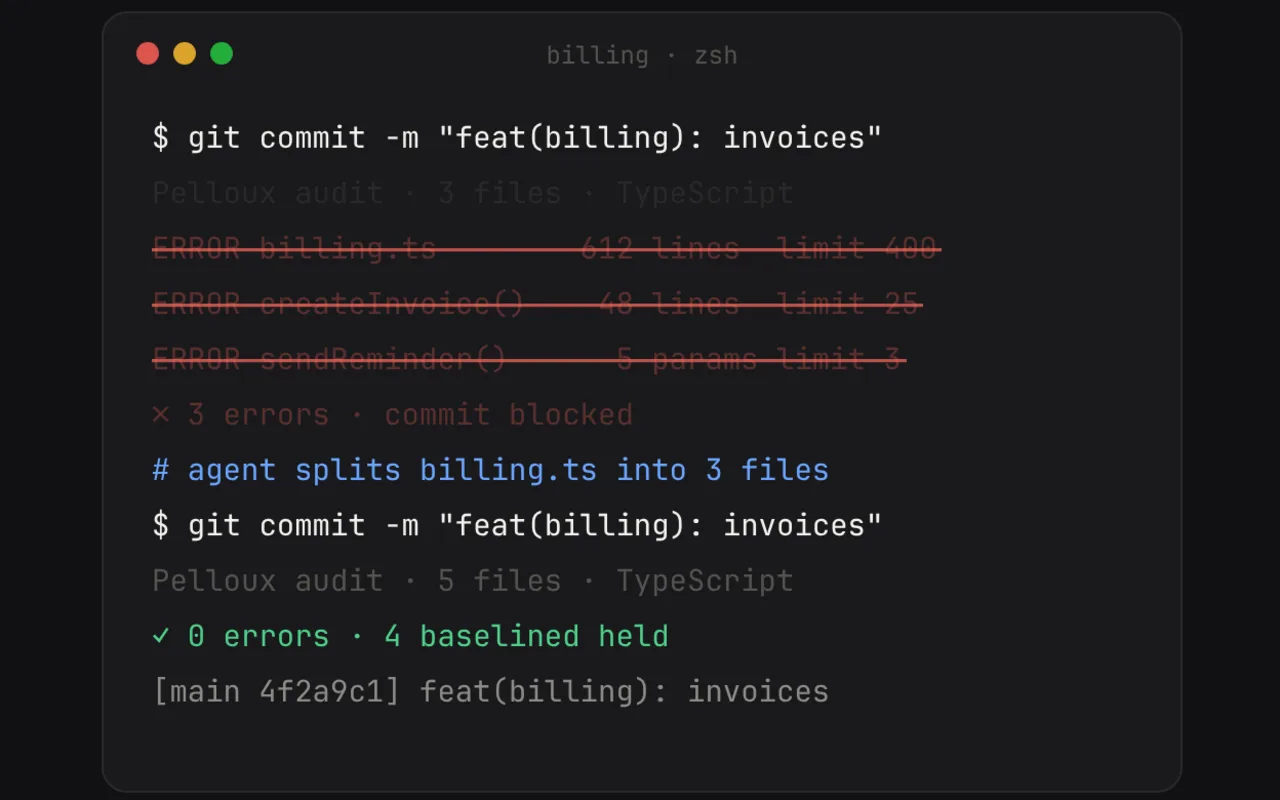 billing · zsh
$ git commit -m "feat(billing): invoices"
Pelloux audit · 3 files · TypeScript
ERROR billing.ts 612 lines limit 400
ERROR createInvoice() 48 lines limit 25
ERROR sendReminder() 5 params limit 3
× 3 errors · commit blocked
# agent splits billing.ts into 3 files
$ git commit -m "feat(billing): invoices"
Pelloux audit · 5 files · TypeScript
✓ 0 errors · 4 baselined held
[main 4f2a9c1] feat(billing): invoices